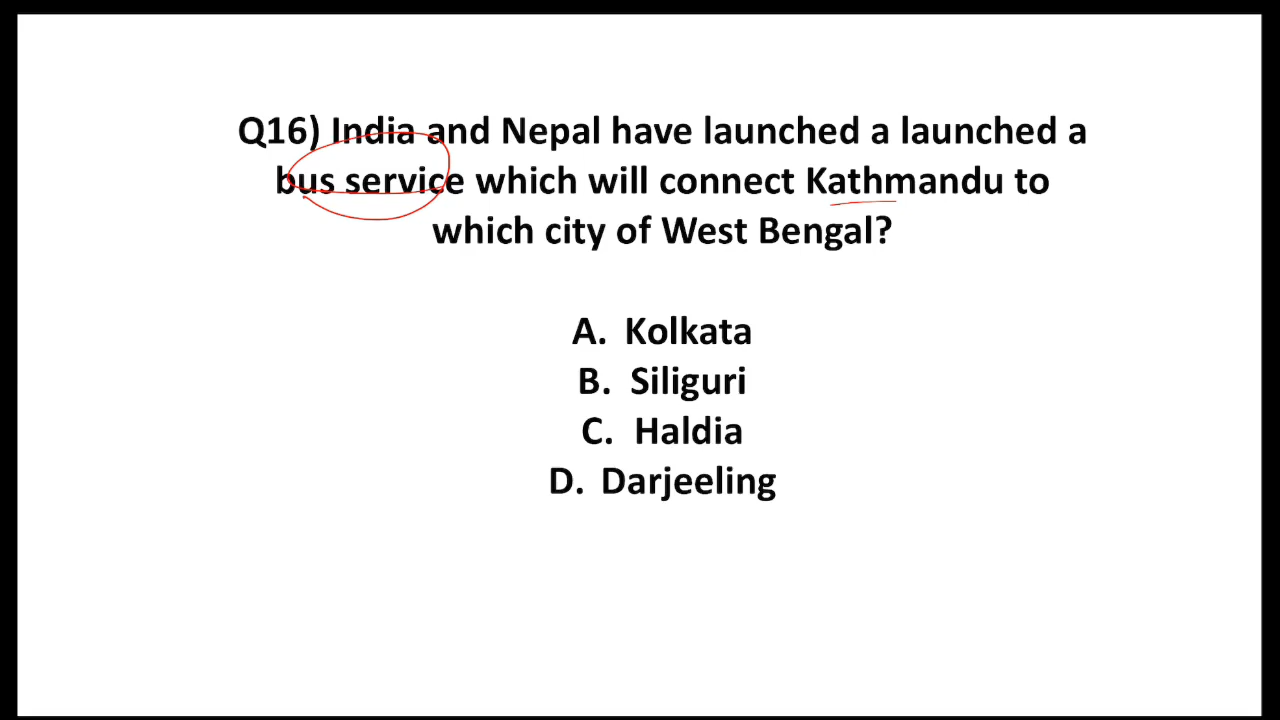 Q16) India and Nepal have launched a launched a
bus service which will connect Kathmandu to
which city of West Bengal?
A. Kolkata
B. Siliguri
C. Haldia
D. Darjeeling